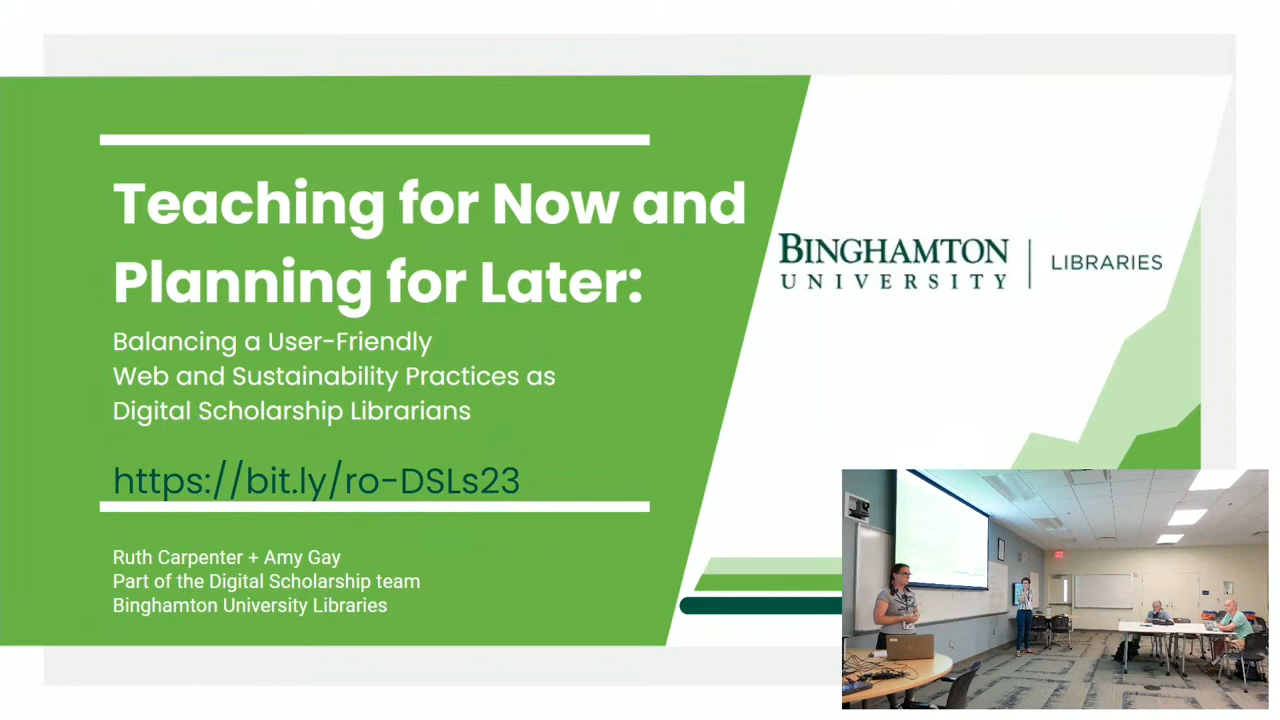 Teaching for Now and
Planning for Later:
Balancing a User-Friendly
Web and Sustainability Practices as
Digital Scholarship Librarians
https://bit.ly/ro-DSLs23
Ruth Carpenter + Amy Gay
Part of the Digital Scholarship team
Binghamton University Libraries
BINGHAMTON
UNIVERSITY
LIBRARIES